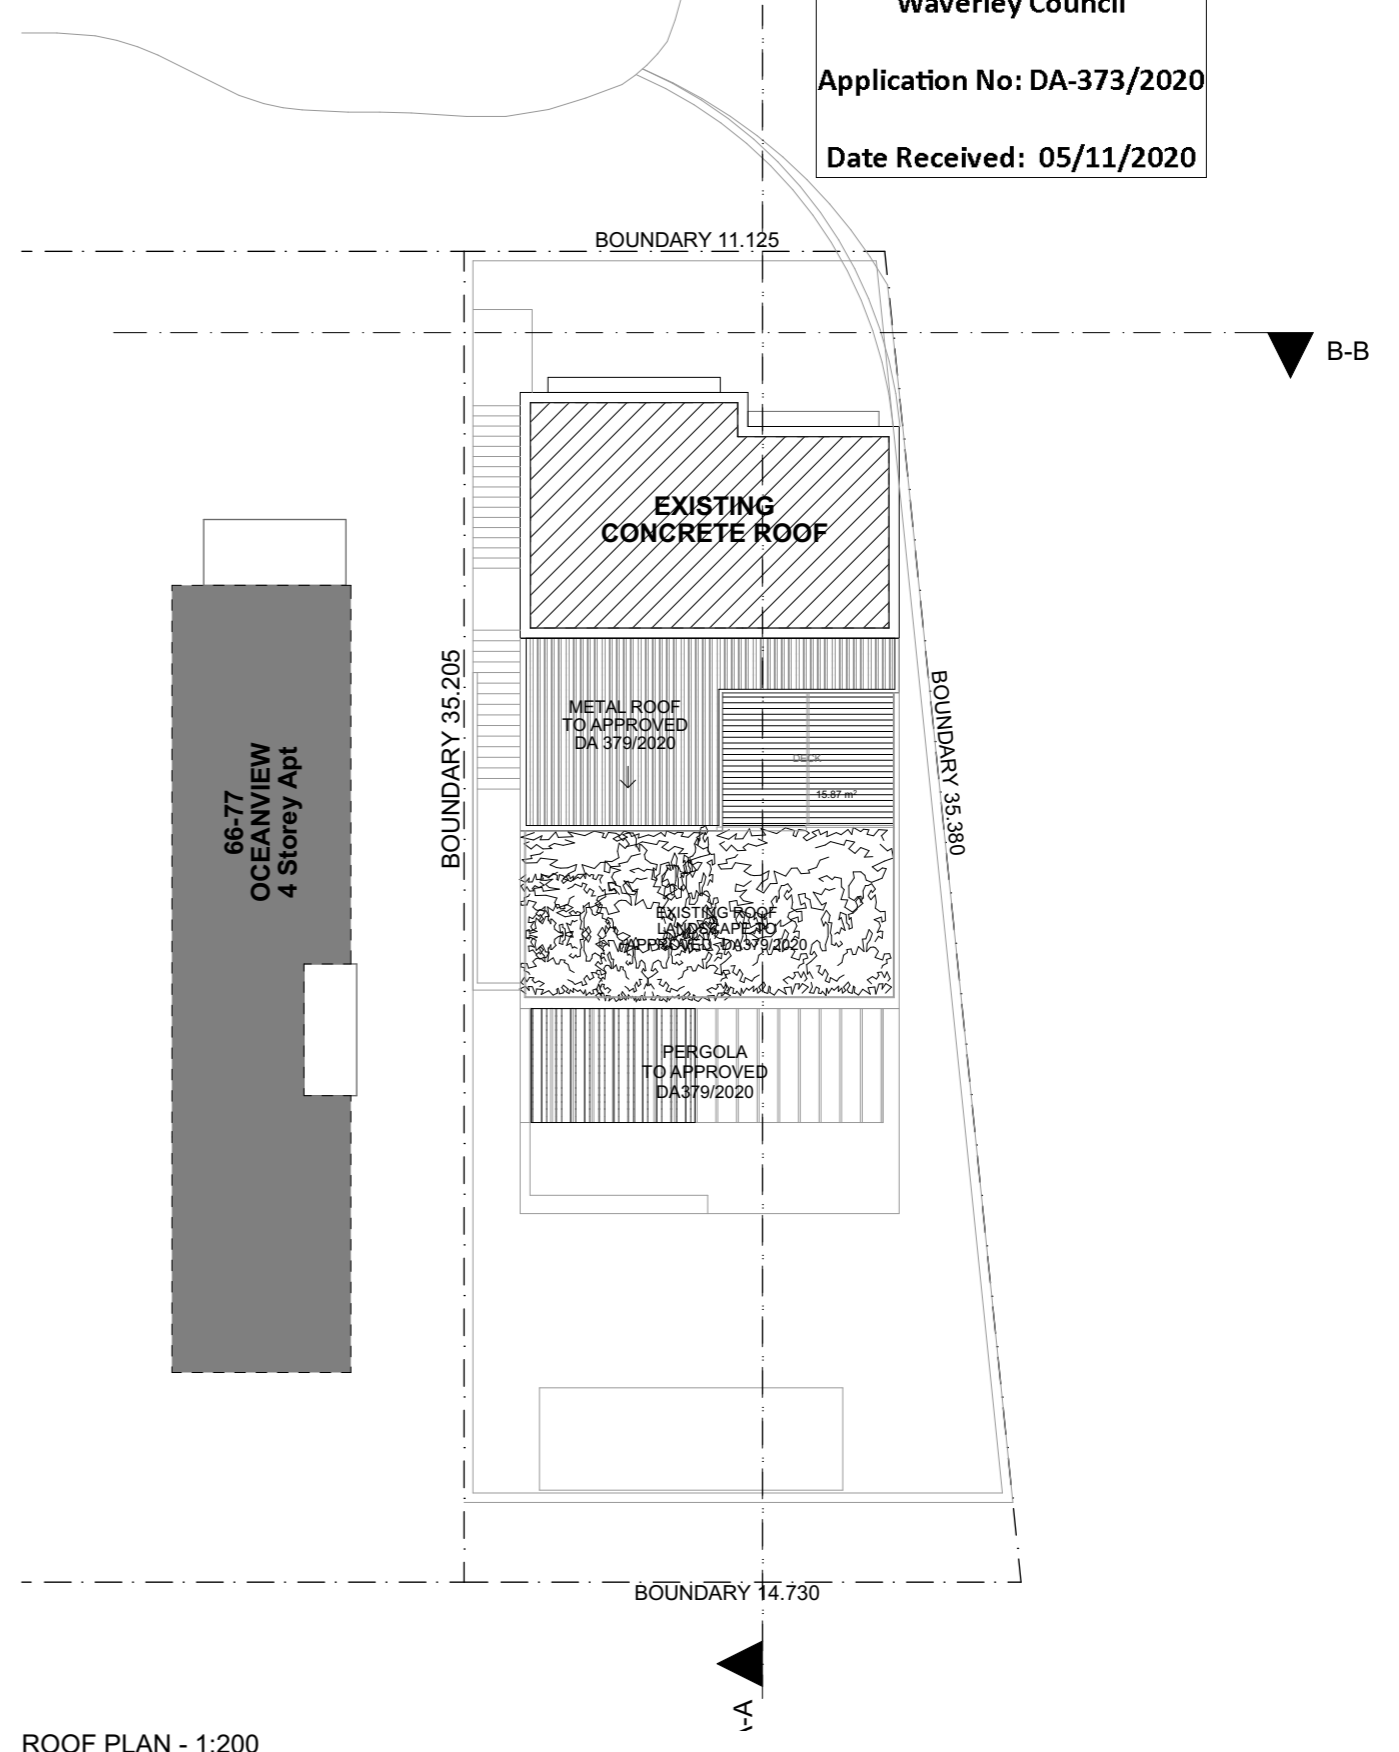 Waverley Council
Application No: DA-373/2020
Date Received: 05/11/2020
BOUNDARY 11.125
B-B
EXISTING
CONCRETE ROOF
BOUNDARY 35.205
METAL ROOF
TO APPROVED
DA 379/2020
DECK
15.87 m²
BOUNDARY 35.380
66-77
OCEANVIEW
4 Storey Apt
EXISTING ROOF
LANDSCAPE TO
APPROVED DA379/2020
PERGOLA
TO APPROVED
DA379/2020
BOUNDARY 14.730
-A
ROOF PLAN - 1:200